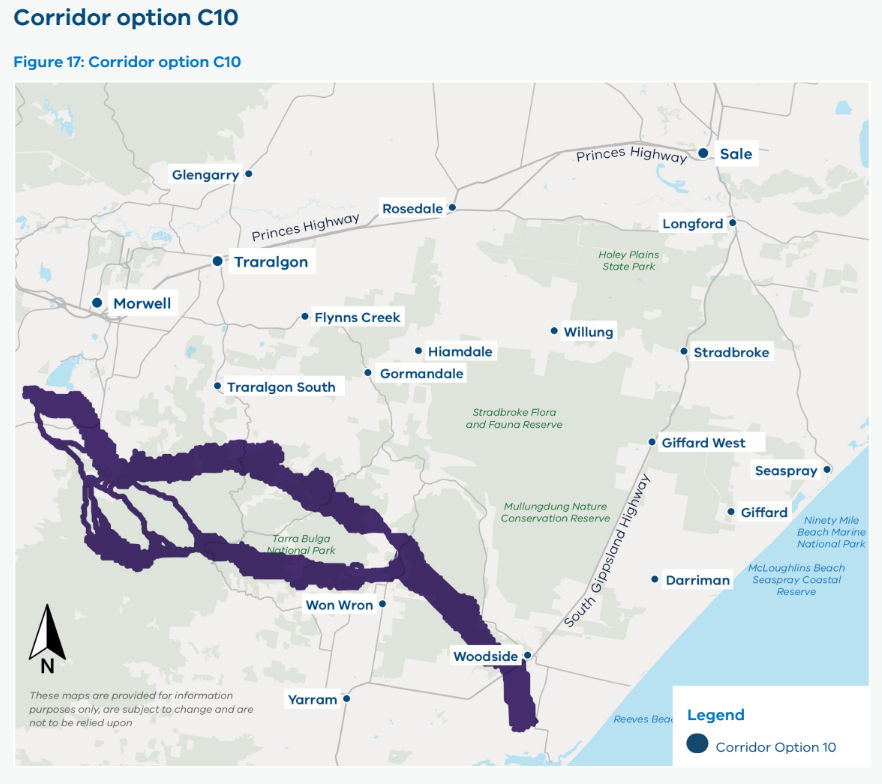 Corridor option C10
Figure 17: Corridor option C10
Princes Highway
Sale
Glengarry
Rosedale
Longford
Princes Highway
Traralgon
Holey Plains
State Park
Morwell
Flynns Creek
Willung
Hiamdale
Stradbroke
Gormandale
Traralgon South
Stradbroke Flora
and Fauna Reserve
Giffard West
Seaspray
Mullungdung Nature
Conservation Reserve
Giffard
Ninety Mile
Beach Marine
National Park
Tarra Bulga
National Park
South Gippsland Highway
McLoughlins Beach
Seaspray Coastal
Reserve
Darriman
Won Wron
N
Woodside
These maps are provided for information
purposes only, are subject to change and are
not to be relied upon
Yarram
Reeves
Legend
Corridor Option 10